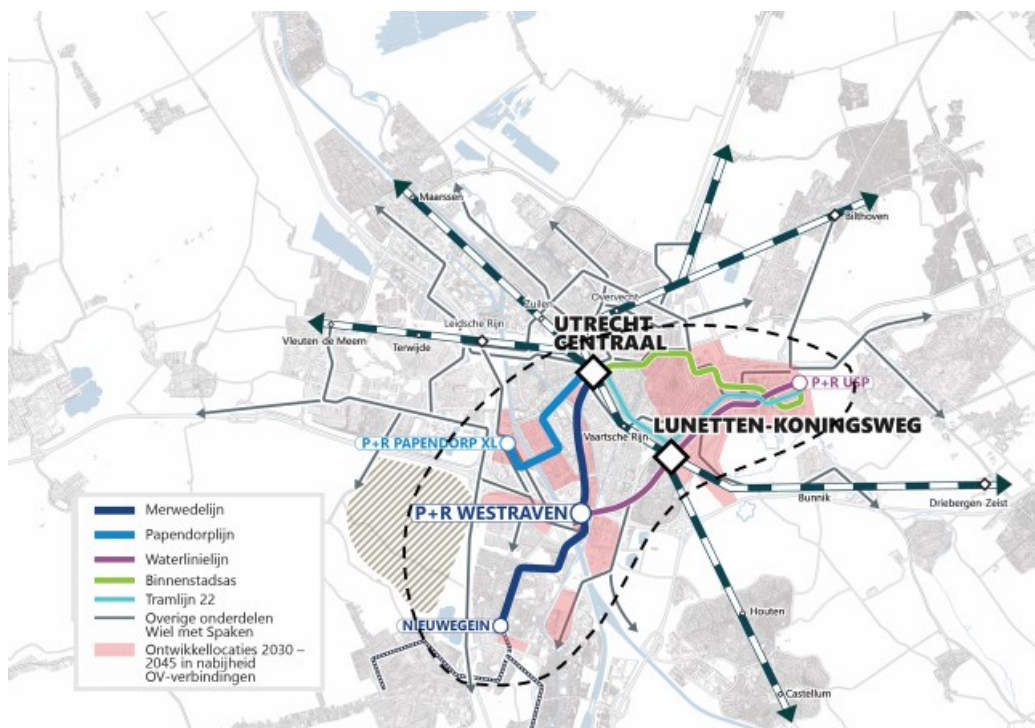 Maarssen
Bilthoven
Zuilen
Overvecht
UTRECHT
CENTRAAL
Leidsche Rijn
Vleuten de Meern
Terwijde
P+R USP
LUNETTEN-KONINGSWEG
Vaartsche Rijn
P+R PAPENDORP XL
Bunnik
Driebergen-Zeist
P+R WESTRAVEN
Merwedelijn
Papendorplijn
Waterlinielijn
Binnenstadsas
Tramlijn 22
Overige onderdelen
Wiel met Spaken
Ontwikkellocaties 2030 –
2045 in nabijheid
OV-verbindingen
NIEUWEGEIN
Houten
Castellum